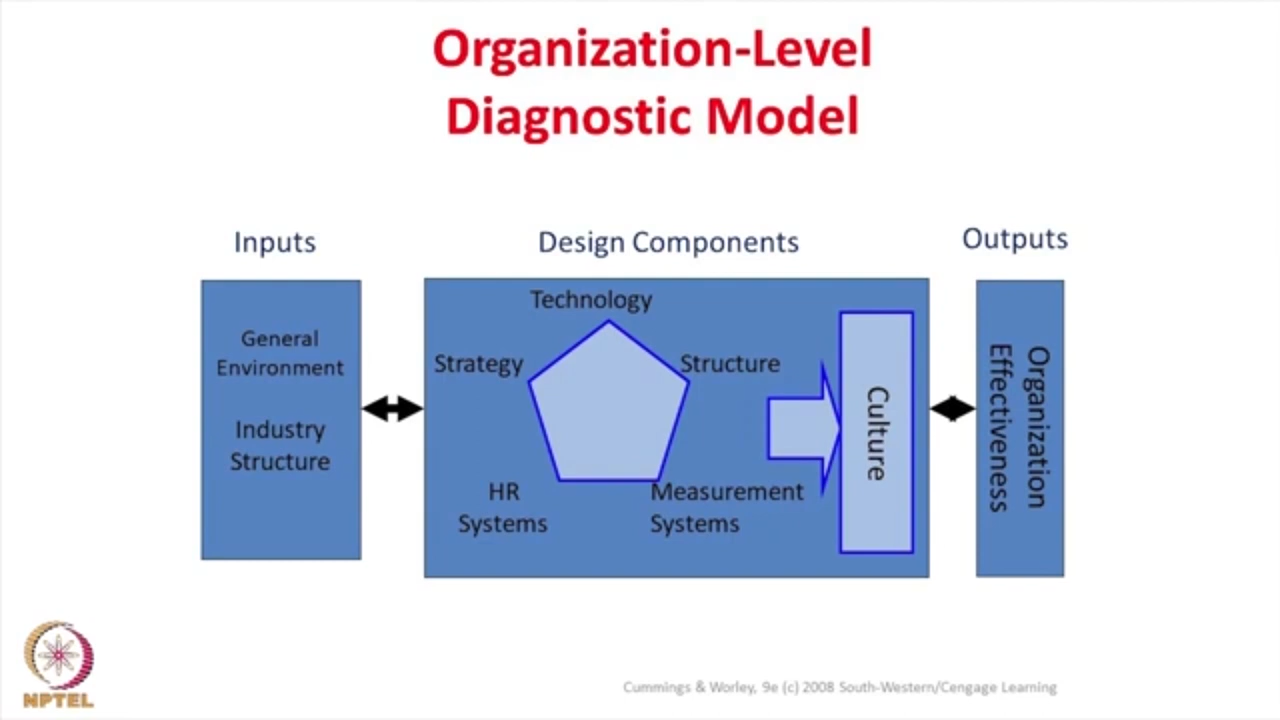 Organization-Level
Diagnostic Model
Inputs
Design Components
Outputs
General
Environment
Industry
Structure
Technology
Strategy
Structure
HR
Systems
Measurement
Systems
Culture
Organization
Effectiveness
NPTEL
Cummings & Worley, 9e (c) 2008 South-Western/Cengage Learning